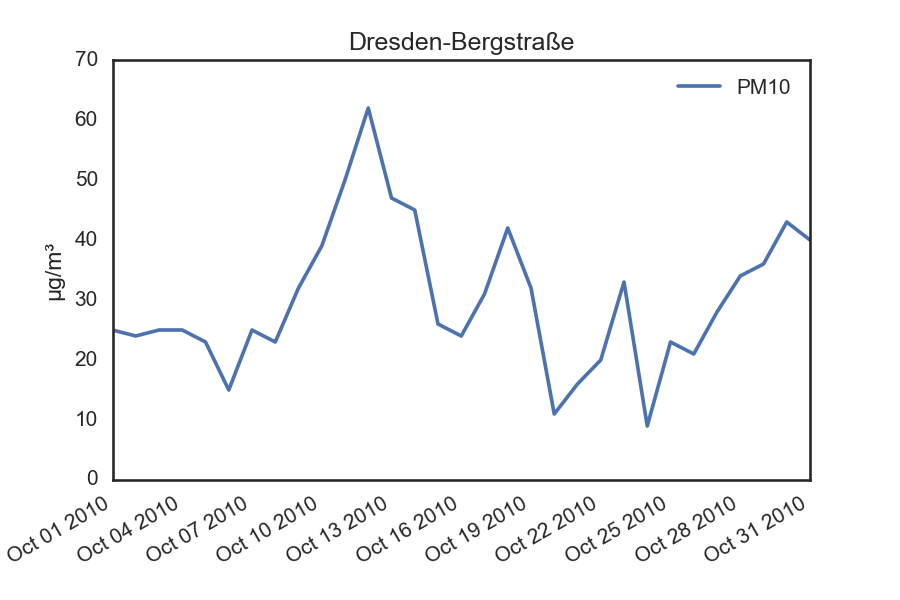 Dresden-Bergstraße
70
60
50
40
30
20
10
0
µg/m³
PM10
Oct 01 2010
Oct 04 2010
Oct 07 2010
Oct 10 2010
Oct 13 2010
Oct 16 2010
Oct 19 2010
Oct 22 2010
Oct 25 2010
Oct 28 2010
Oct 31 2010